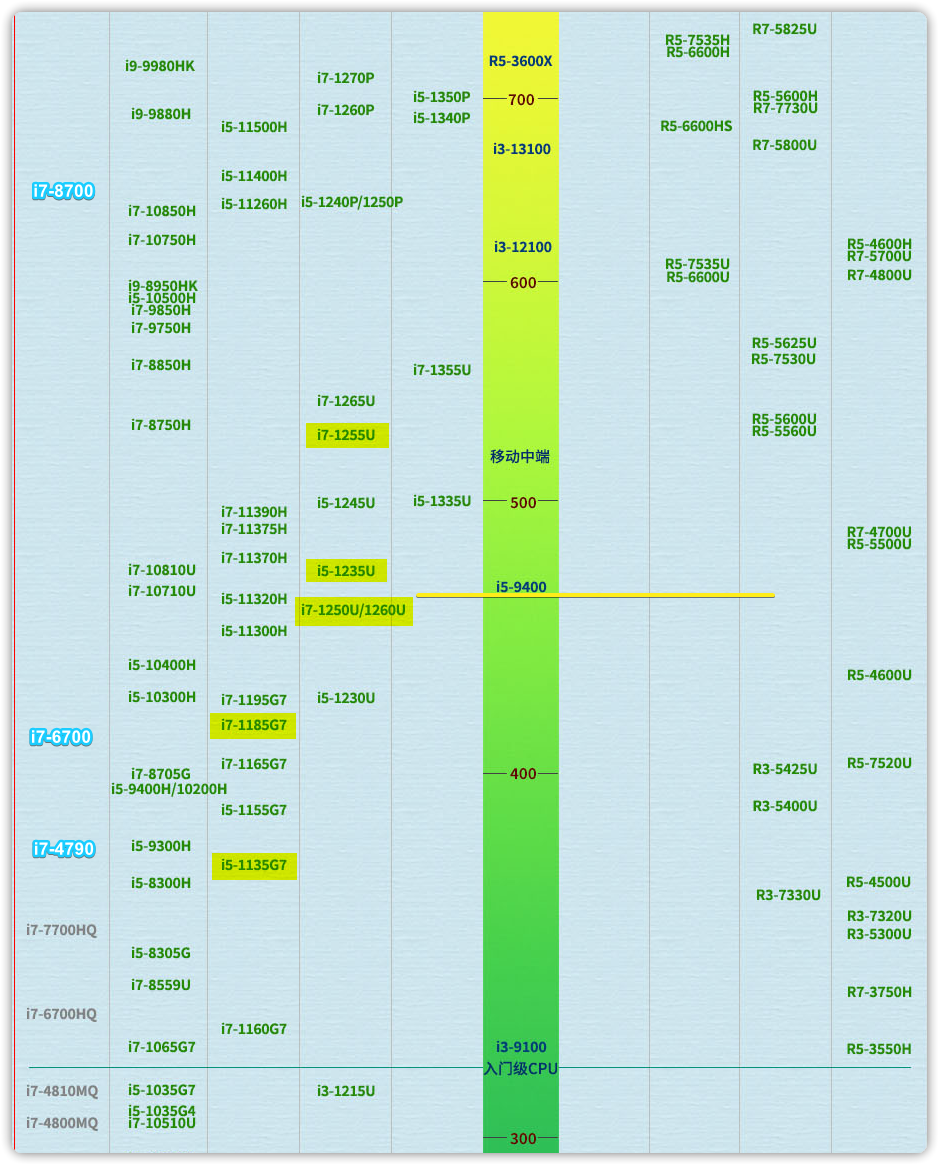 R7-5825U
R5-7535H
R5-6600H
R5-3600X
i9-9980HK
i7-1270P
i5-1350P
700
R5-5600H
R7-7730U
i7-1260P
i9-9880H
i5-1340P
i5-11500H
R5-6600HS
i3-13100
R7-5800U
i5-11400H
i7-8700
i5-11260H
i5-1240P/1250P
i7-10850H
i7-10750H
i3-12100
R5-4600H
R7-5700U
R5-7535U
R5-6600U
R7-4800U
600
i9-8950HK
i5-10500H
i7-9850H
i7-9750H
R5-5625U
R5-7530U
i7-8850H
i7-1355U
i7-1265U
i7-8750H
R5-5600U
R5-5560U
i7-1255U
移动中端
i5-1245U
i5-1335U
500
i7-11390H
i7-11375H
R7-4700U
R5-5500U
i7-11370H
i7-10810U
i5-1235U
i7-10710U
i5-9400
i5-11320H
i7-1250U/1260U
i5-11300H
i5-10400H
R5-4600U
i5-10300H
i7-1195G7
i5-1230U
i7-1185G7
i7-6700
i7-1165G7
R5-7520U
i7-8705G
400
R3-5425U
i5-9400H/10200H
i5-1155G7
R3-5400U
i7-4790
i5-9300H
i5-1135G7
i5-8300H
R5-4500U
R3-7330U
R3-7320U
i7-7700HQ
R3-5300U
i5-8305G
i7-8559U
R7-3750H
i7-6700HQ
i7-1160G7
i7-1065G7
i3-9100
R5-3550H
入门级CPU
i7-4810MQ
i5-1035G7
i3-1215U
i5-1035G4
i7-4800MQ
i7-10510U
300